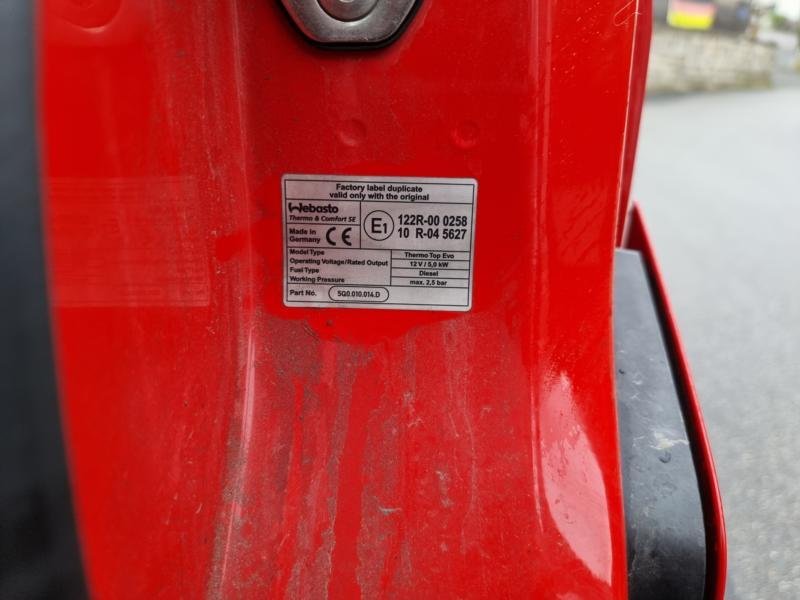 Factory label duplicate
valid only with the original
Webasto
Thermo & Comfort SE
Made in
Germany CE
E1
122R-00 0258
10 R-04 5627
Model Type Thermo Top Evo
Operating Voltage/Rated Output 12 V / 5,0 kW
Fuel Type Diesel
Working Pressure max. 2,5 bar
Part No. 5Q0.010.014.D